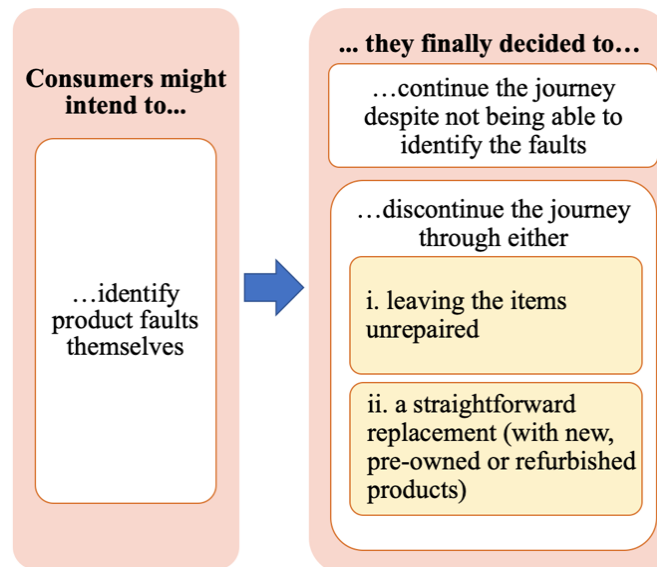 Consumers might
intend to...
…identify
product faults
themselves
... they finally decided to…
…continue the journey
despite not being able to
identify the faults
…discontinue the journey
through either
i. leaving the items
unrepaired
ii. a straightforward
replacement (with new,
pre-owned or refurbished
products)